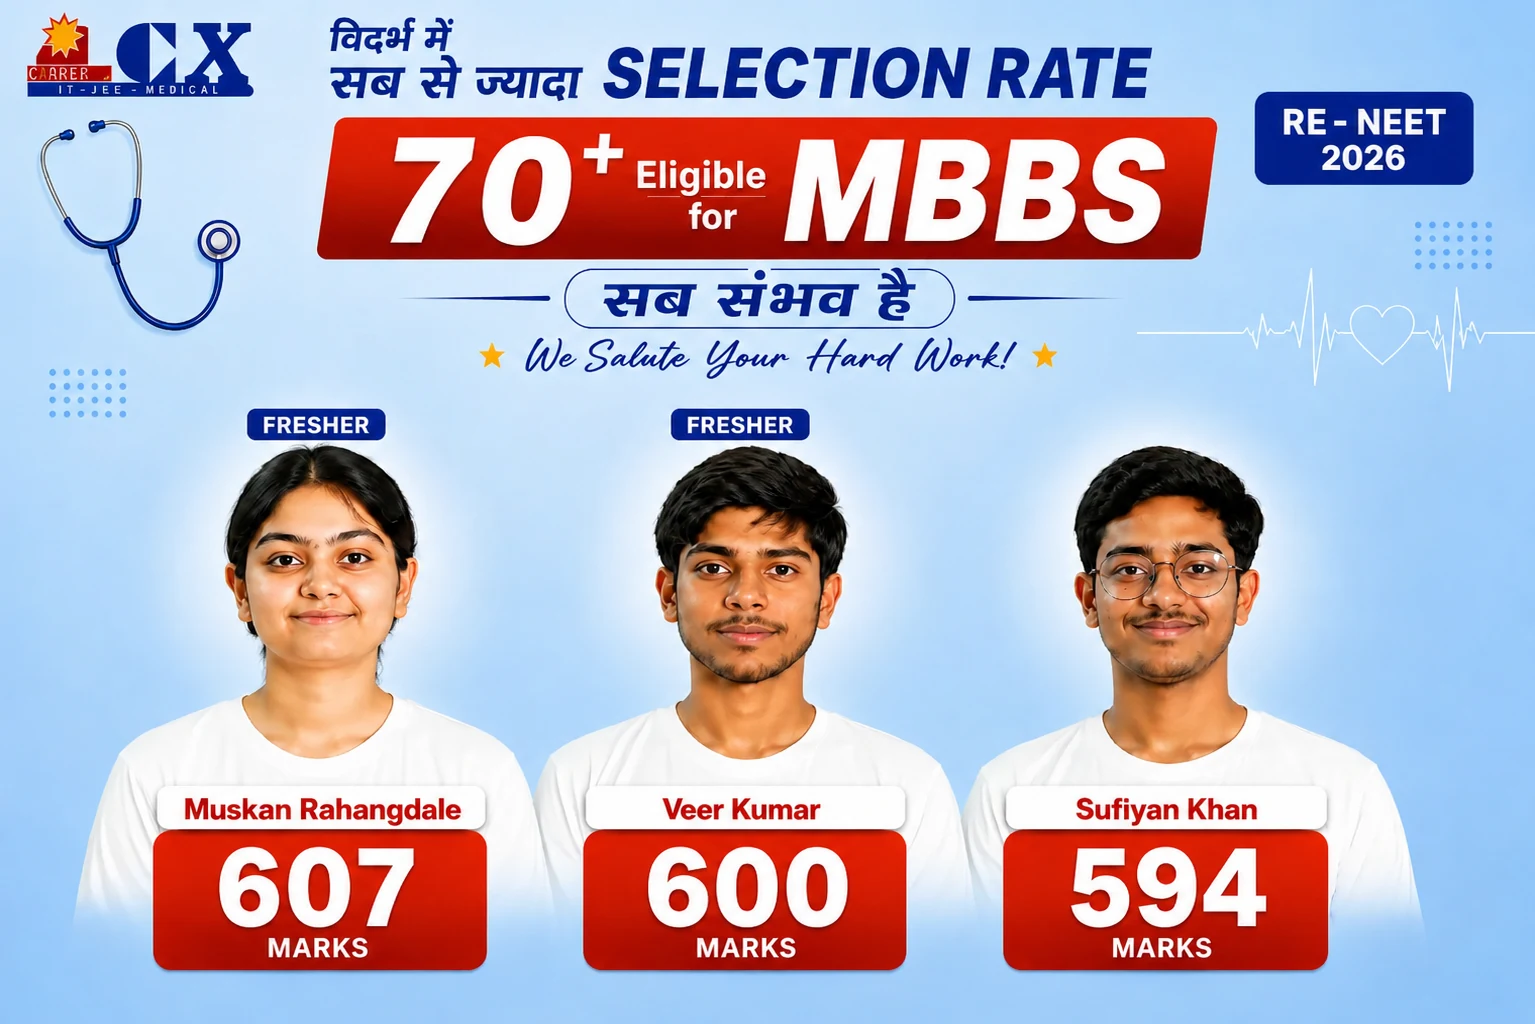 CAARER CX
IT-JEE-MEDICAL
विदर्भ में
सब से ज्यादा SELECTION RATE
70+ Eligible for MBBS
RE - NEET
2026
सब संभव है
We Salute Your Hard Work!
FRESHER
FRESHER
Muskan Rahangdale
607
MARKS
Veer Kumar
600
MARKS
Sufiyan Khan
594
MARKS